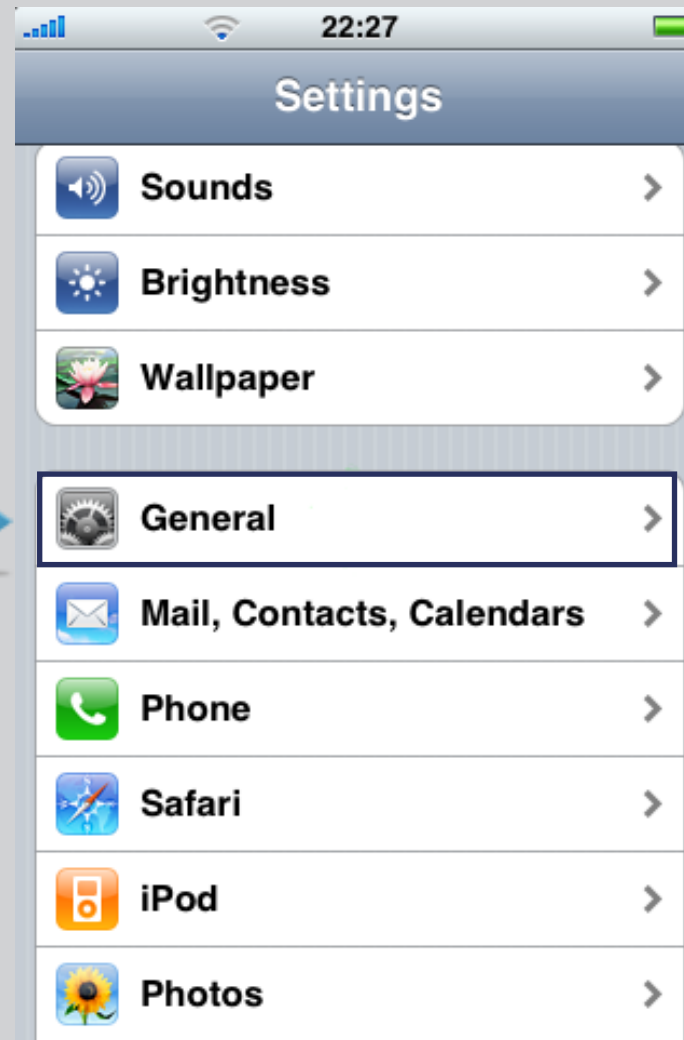 22:27
Settings
Sounds
Brightness
Wallpaper
General
Mail, Contacts, Calendars
Phone
Safari
iPod
Photos